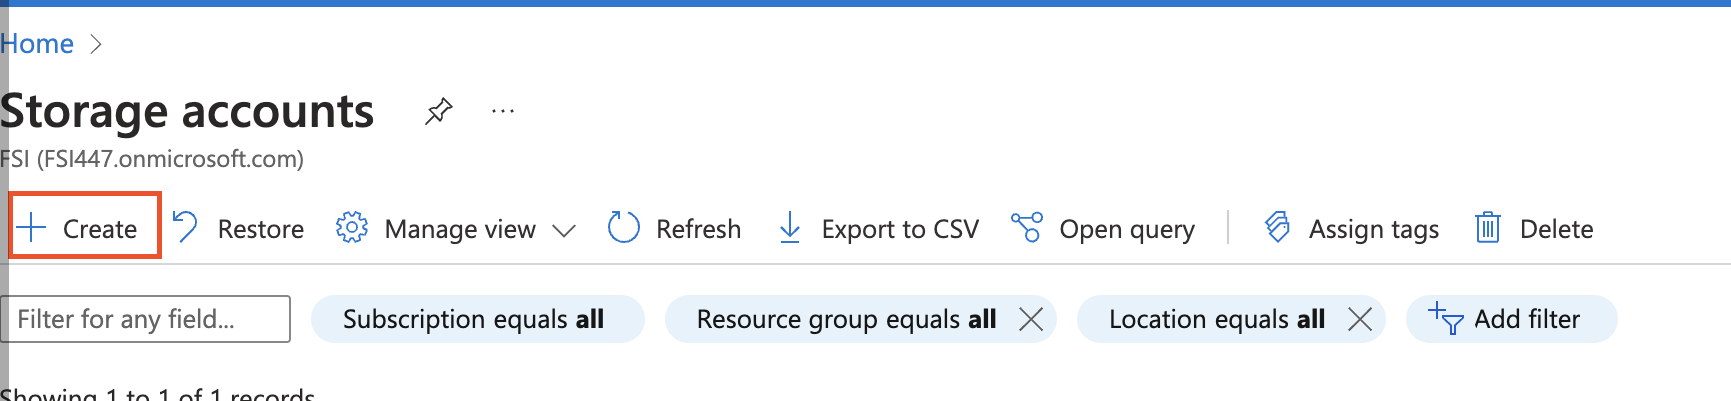 Home
Storage accounts
FSI (FSI447.onmicrosoft.com)
Create Restore Manage view Refresh Export to CSV Open query Assign tags Delete
Filter for any field... Subscription equals all Resource group equals all Location equals all Add filter
Showing 1 to 1 of 1 records